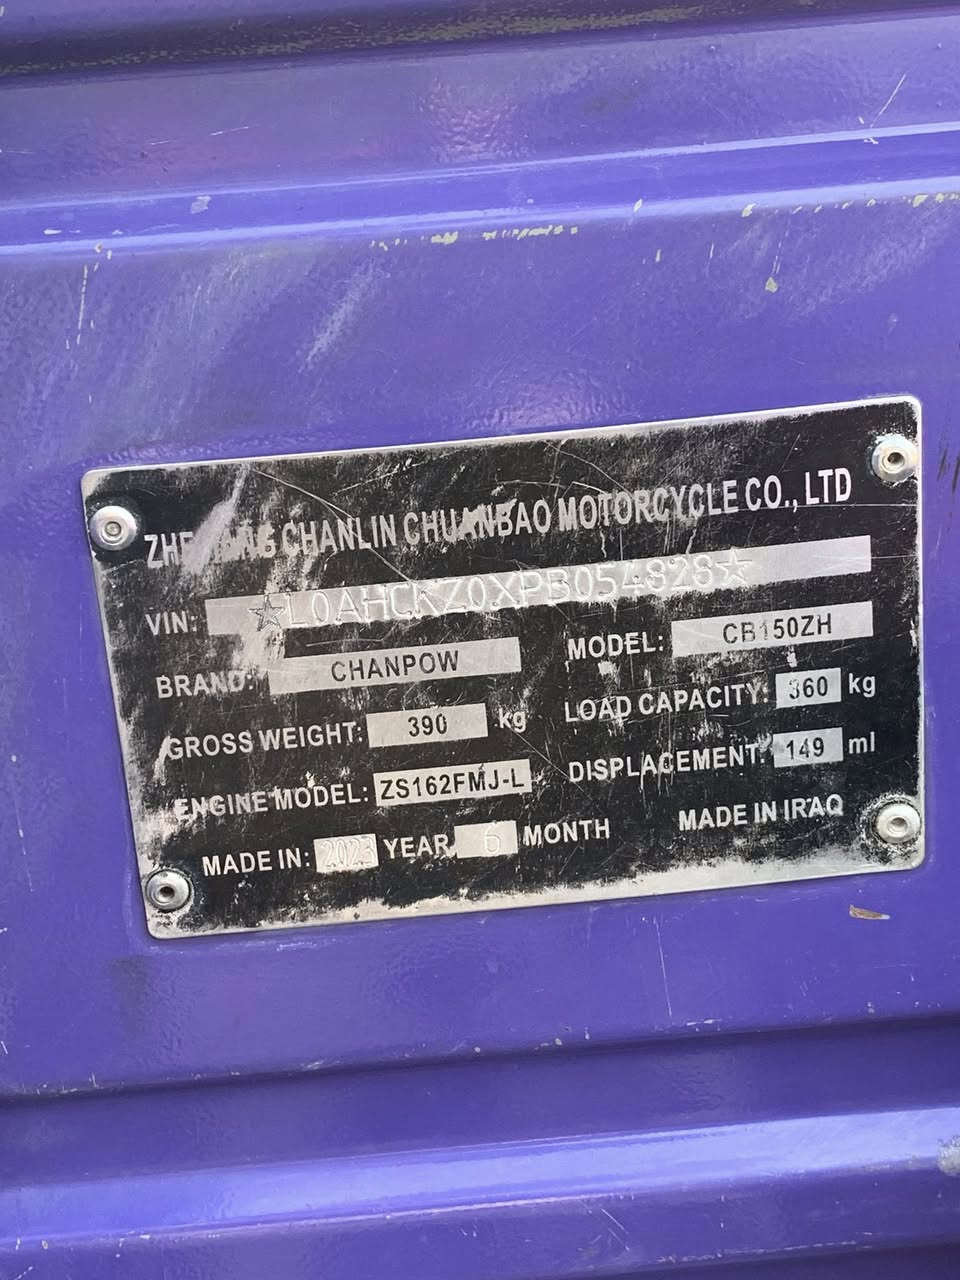 CHANLIN CHUANBAO MOTORCYCLE CO., LTD
VIN: ☆L0AHCKZ0XPB054828☆
BRAND: CHANPOW MODEL: CB150ZH
GROSS WEIGHT: 390 kg LOAD CAPACITY: 360 kg
ENGINE MODEL: ZS162FMJ-L DISPLACEMENT: 149 ml
MADE IN: 2023 YEAR 6 MONTH MADE IN IRAQ